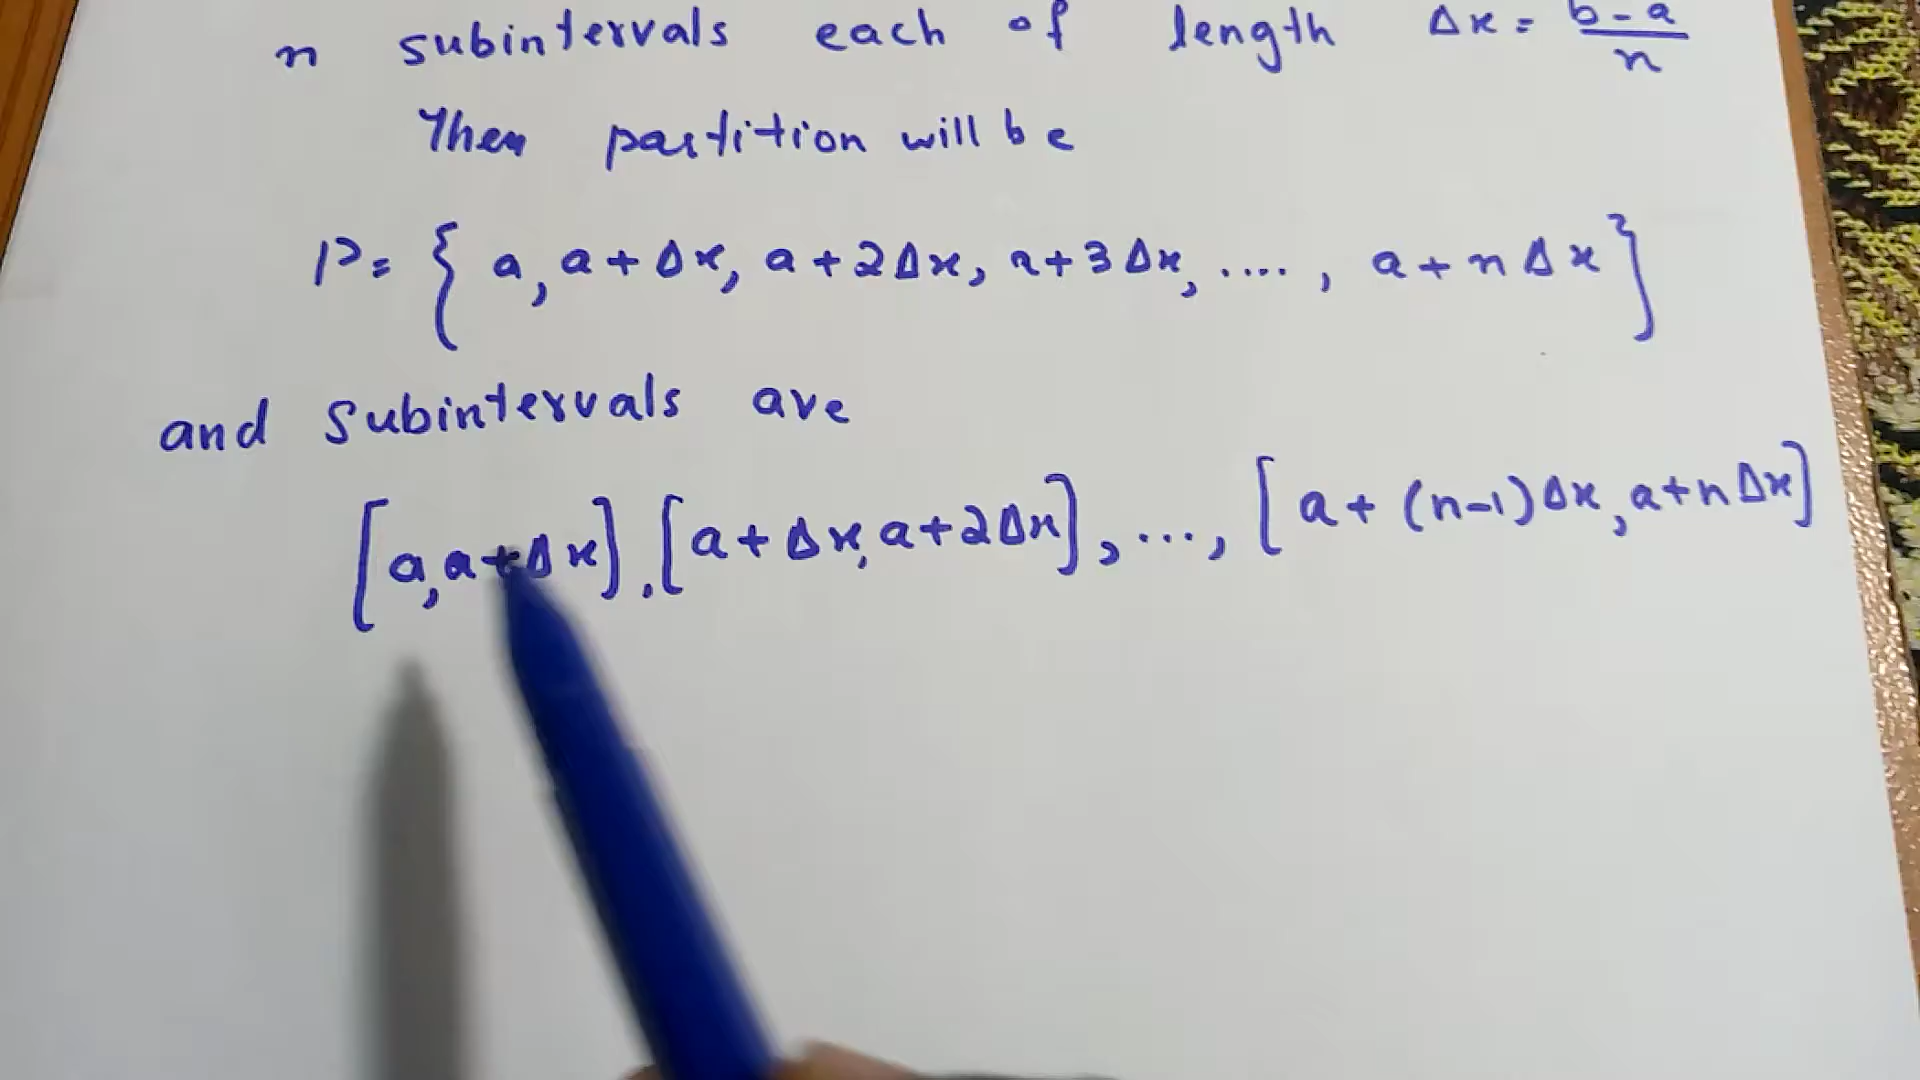 n subintervals each of length Δx = b-a/n
Then partition will be
P = { a, a+Δx, a+2Δx, a+3Δx, ...., a+nΔx }
and subintervals are
[a, a+Δx], [a+Δx, a+2Δx], ..., [a+(n-1)Δx, a+nΔx]